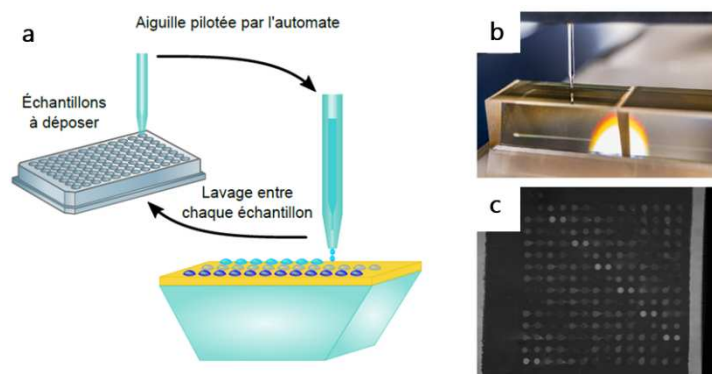 a
Aiguille pilotée par l'automate
Échantillons
à déposer
Lavage entre
chaque échantillon
b
c